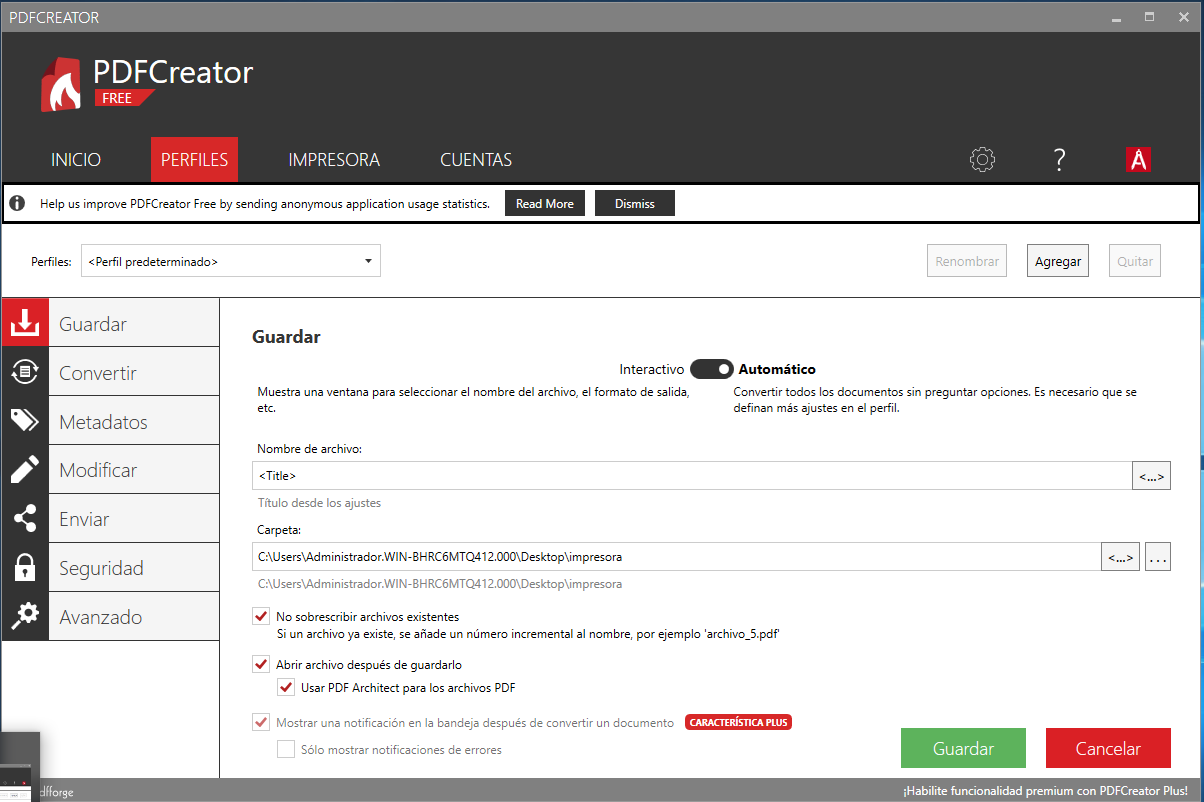 PDFCREATOR
PDFCreator
FREE
INICIO PERFILES IMPRESORA CUENTAS ?
Help us improve PDFCreator Free by sending anonymous application usage statistics. Read More Dismiss
Perfiles: <Perfil predeterminado> Renombrar Agregar Quitar
Guardar
Convertir
Metadatos
Modificar
Enviar
Seguridad
Avanzado
Guardar
Interactivo Automático
Muestra una ventana para seleccionar el nombre del archivo, el formato de salida,
etc.
Convertir todos los documentos sin preguntar opciones. Es necesario que se
definan más ajustes en el perfil.
Nombre de archivo:
<Title> <...>
Título desde los ajustes
Carpeta:
C:\Users\Administrador.WIN-BHRC6MTQ412.000\Desktop\impresora <...> ...
C:\Users\Administrador.WIN-BHRC6MTQ412.000\Desktop\impresora
No sobrescribir archivos existentes
Si un archivo ya existe, se añade un número incremental al nombre, por ejemplo 'archivo_5.pdf'
Abrir archivo después de guardarlo
Usar PDF Architect para los archivos PDF
Mostrar una notificación en la bandeja después de convertir un documento CARACTERÍSTICA PLUS
Sólo mostrar notificaciones de errores
Guardar Cancelar
dfforge ¡Habilite funcionalidad premium con PDFCreator Plus!